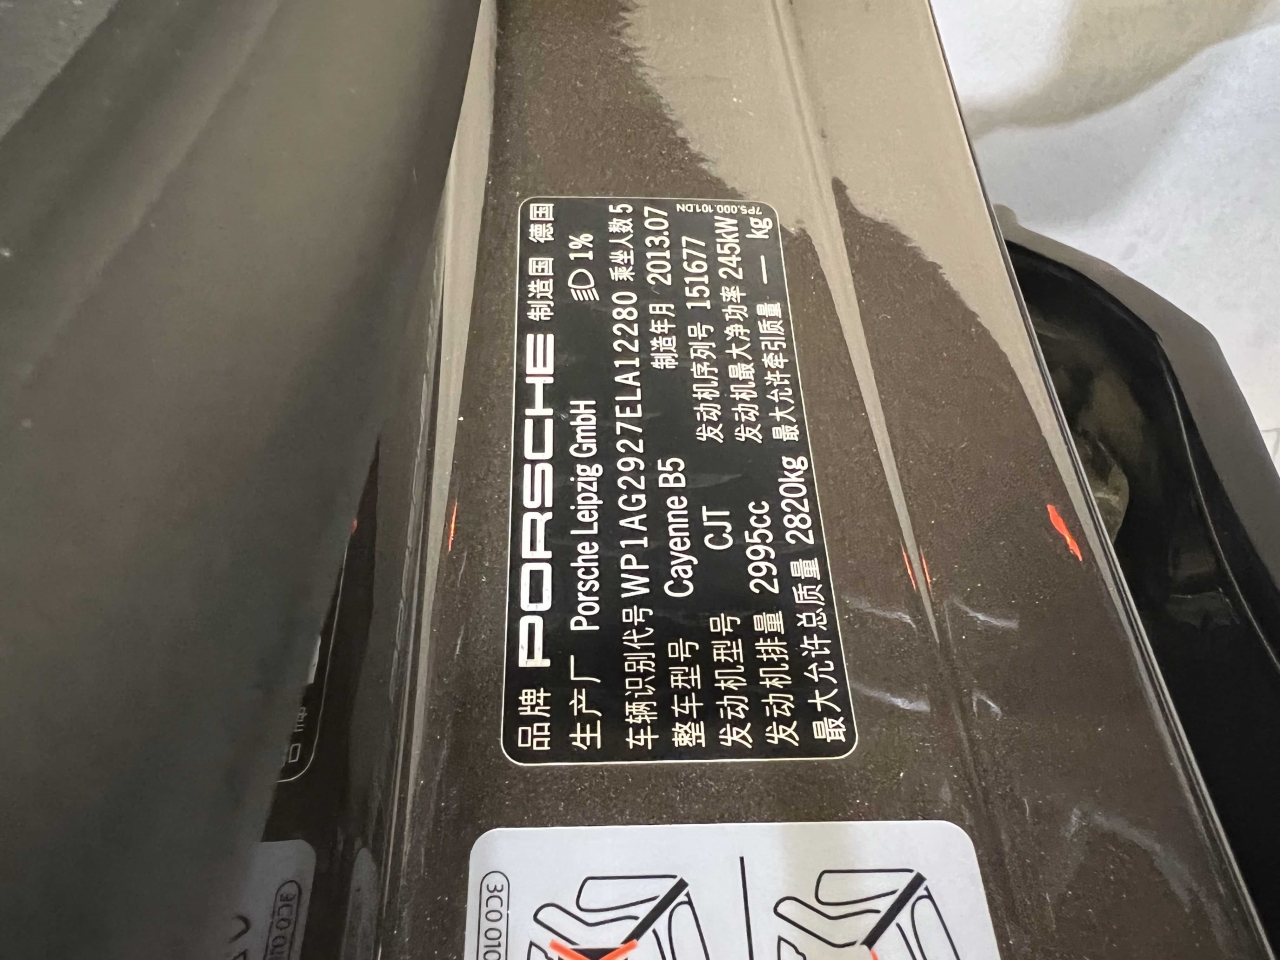 品牌 PORSCHE 制造国 德国
生产厂 Porsche Leipzig GmbH 1%
车辆识别代号 WP1AG2927ELA12280 乘坐人数 5
整车型号 Cayenne B5 制造年月 2013.07
发动机型号 CJT 发动机序列号 151677
发动机排量 2995cc 发动机最大净功率 245kW
最大允许总质量 2820kg 最大允许牵引质量 — kg
7P5.000.101.DN
3C0 010
3C0 0